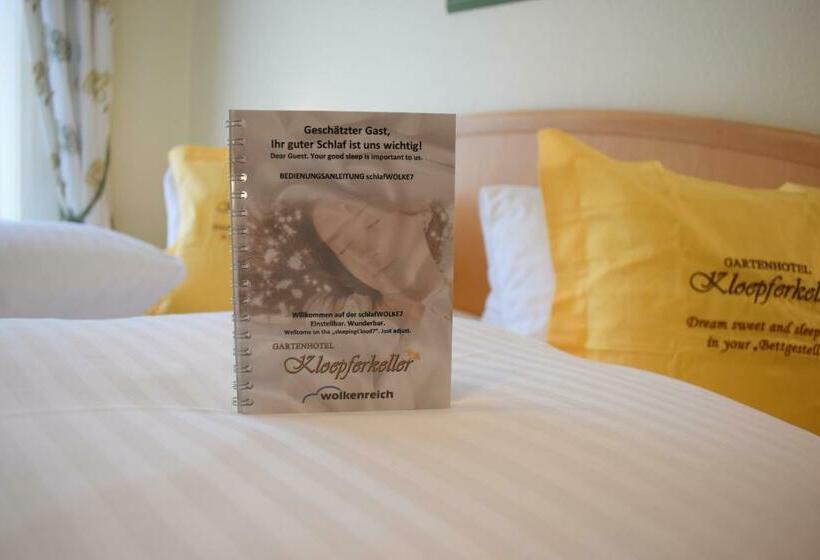 Geschätzter Gast,
Ihr guter Schlaf ist uns wichtig!
Dear Guest. Your good sleep is important to us.
BEDIENUNGSANLEITUNG schlafWOLKE7
Willkommen auf der schlafWOLKE7
Einstellbar. Wunderbar.
Wellcome on the „sleepingCloud7". Just adjust.
GARTENHOTEL
Kloepferkeller
wolkenreich
GARTENHOTEL
Kloepferkel
Dream sweet and sleep
in your „Bettgestell